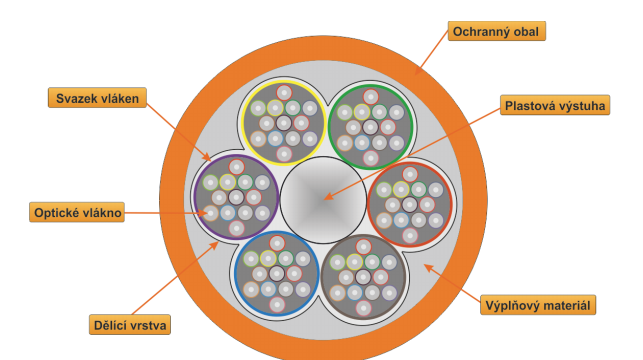 Ochranný obal
Svazek vláken
Plastová výstuha
Optické vlákno
Výplňový materiál
Dělící vrstva